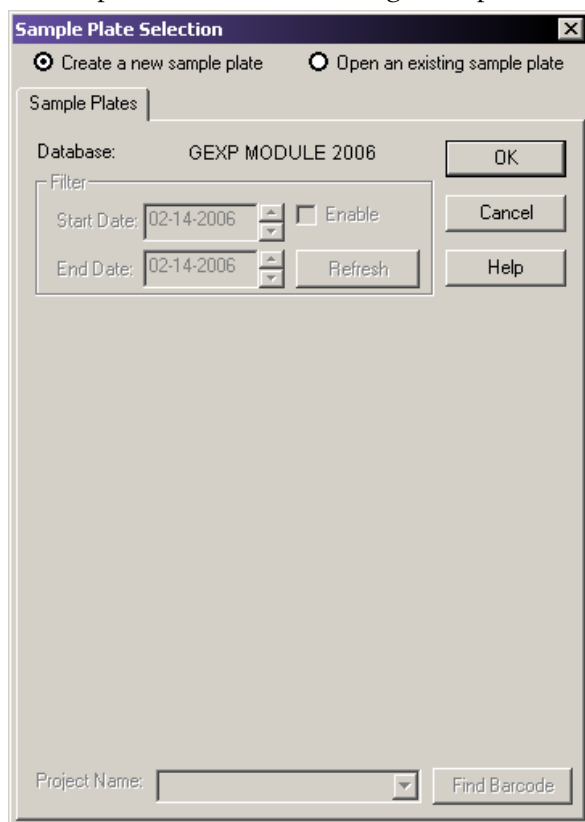 Sample Plate Selection
Create a new sample plate Open an existing sample plate
Sample Plates
Database: GEXP MODULE 2006 OK
Filter
Start Date: 02-14-2006 Enable Cancel
End Date: 02-14-2006 Refresh Help
Project Name: Find Barcode